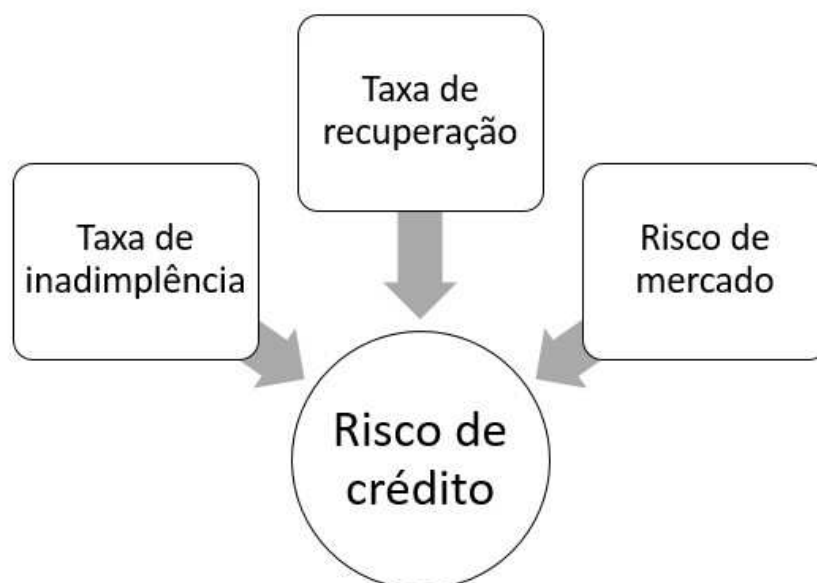 Taxa de
recuperação
Taxa de
inadimplência
Risco de
mercado
Risco de
crédito